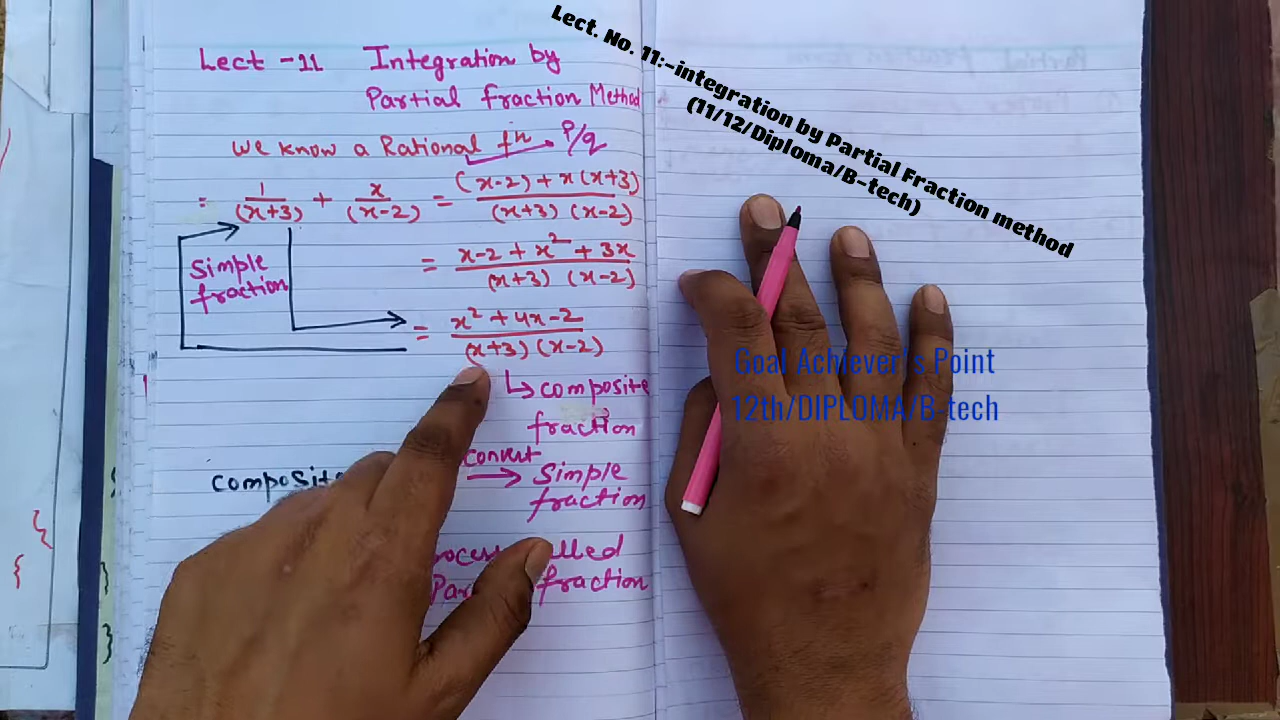 Lect. No. 11:-integration by Partial Fraction method
(11/12/Diploma/B-tech)
Lect -11 Integration by
Partial fraction Method
we know a Rational fn → P/q
= 1/(x+3) + x/(x-2) = (x-2) + x(x+3)/(x+3) (x-2)
= x-2 + x² + 3x/(x+3) (x-2)
Simple
fraction
= x² + 4x-2/(x+3) (x-2)
↳ composite
fraction
Goal Achiever's Point
12th/DIPLOMA/B-tech
composite convert → Simple
fraction
fraction